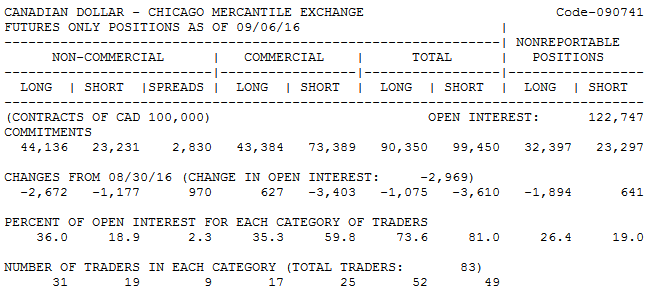 CANADIAN DOLLAR - CHICAGO MERCANTILE EXCHANGE Code-090741
FUTURES ONLY POSITIONS AS OF 09/06/16 |
--------------------------------------------------------------| NONREPORTABLE
NON-COMMERCIAL | COMMERCIAL | TOTAL | POSITIONS
--------------------------|-----------------|-----------------|-----------------
LONG | SHORT |SPREADS | LONG | SHORT | LONG | SHORT | LONG | SHORT
--------------------------------------------------------------------------------
(CONTRACTS OF CAD 100,000) OPEN INTEREST: 122,747
COMMITMENTS
44,136 23,231 2,830 43,384 73,389 90,350 99,450 32,397 23,297
CHANGES FROM 08/30/16 (CHANGE IN OPEN INTEREST: -2,969)
-2,672 -1,177 970 627 -3,403 -1,075 -3,610 -1,894 641
PERCENT OF OPEN INTEREST FOR EACH CATEGORY OF TRADERS
36.0 18.9 2.3 35.3 59.8 73.6 81.0 26.4 19.0
NUMBER OF TRADERS IN EACH CATEGORY (TOTAL TRADERS: 83)
31 19 9 17 25 52 49